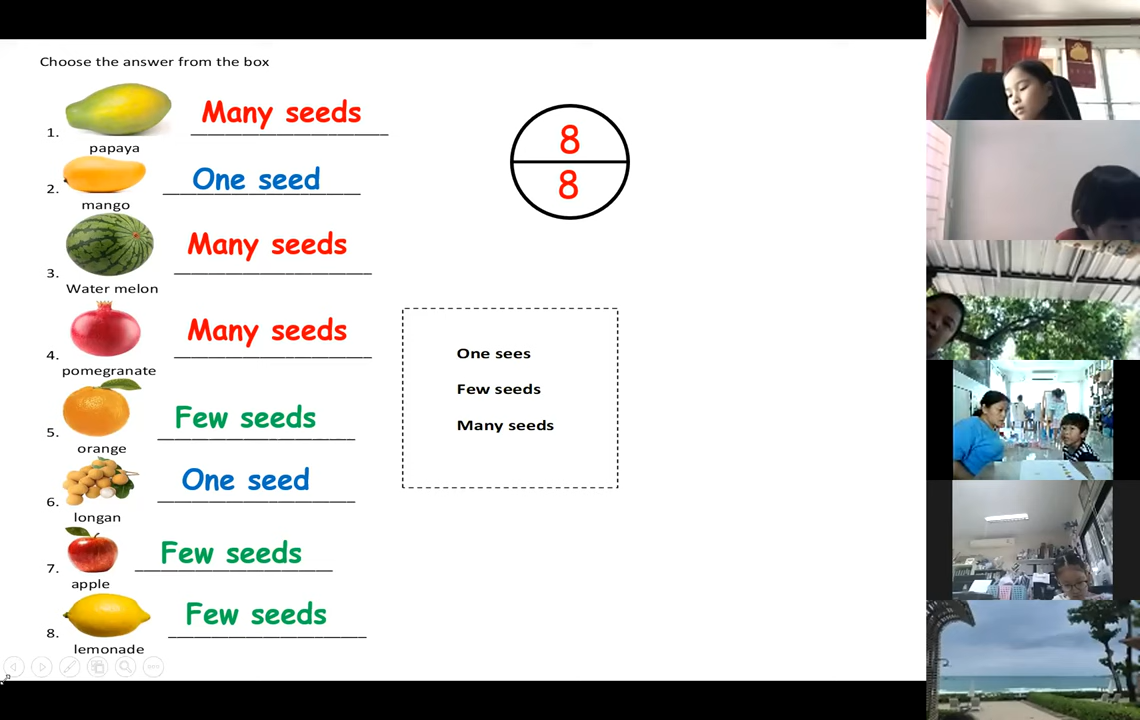 Choose the answer from the box
1. Many seeds
papaya
2. One seed
mango
3. Many seeds
Water melon
4. Many seeds
pomegranate
5. Few seeds
orange
6. One seed
longan
7. Few seeds
apple
8. Few seeds
lemonade
8
8
One sees
Few seeds
Many seeds